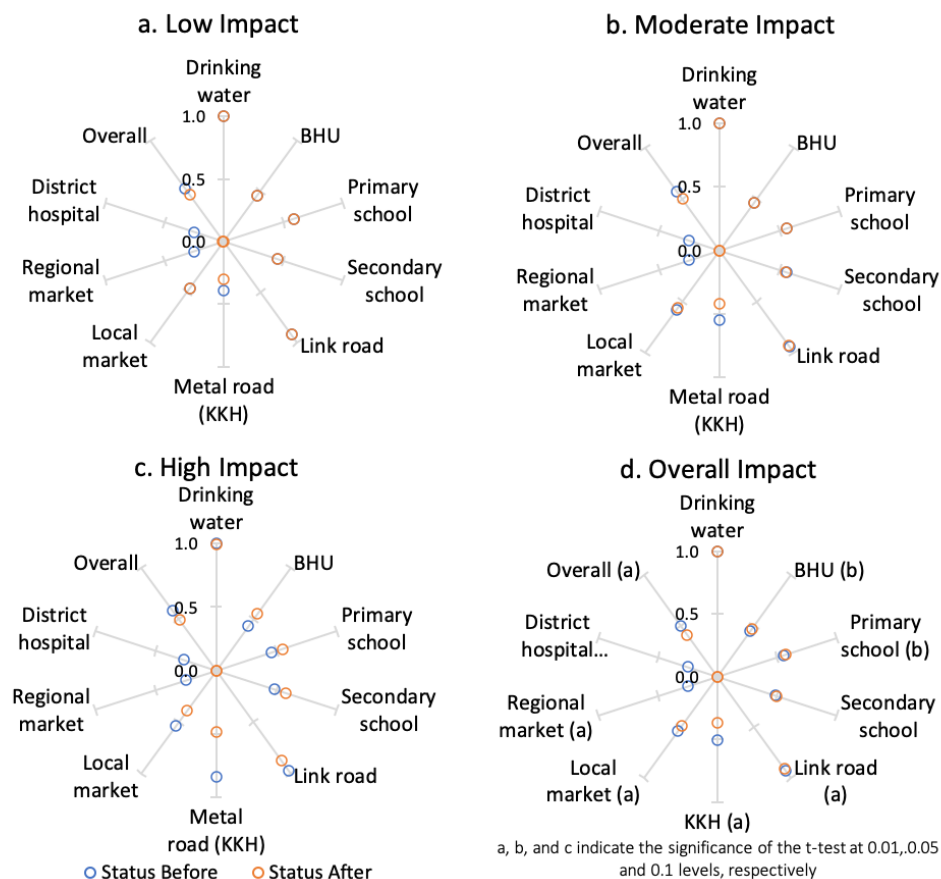 a. Low Impact
Drinking
water
1.0
Overall
BHU
0.5
District
hospital
Primary
school
0.0
Regional
market
Secondary
school
Local
market
Link road
Metal road
(KKH)
b. Moderate Impact
Drinking
water
1.0
Overall
BHU
0.5
District
hospital
Primary
school
0.0
Regional
market
Secondary
school
Local
market
Link road
Metal road
(KKH)
c. High Impact
Drinking
water
1.0
Overall
BHU
0.5
District
hospital
Primary
school
0.0
Regional
market
Secondary
school
Local
market
Link road
Metal
road (KKH)
Status Before
Status After
d. Overall Impact
Drinking
water
1.0
Overall (a)
BHU (b)
0.5
District
hospital...
Primary
school (b)
0.0
Regional
market (a)
Secondary
school
Local
market (a)
Link road
(a)
KKH (a)
a, b, and c indicate the significance of the t-test at 0.01,.0.05
and 0.1 levels, respectively